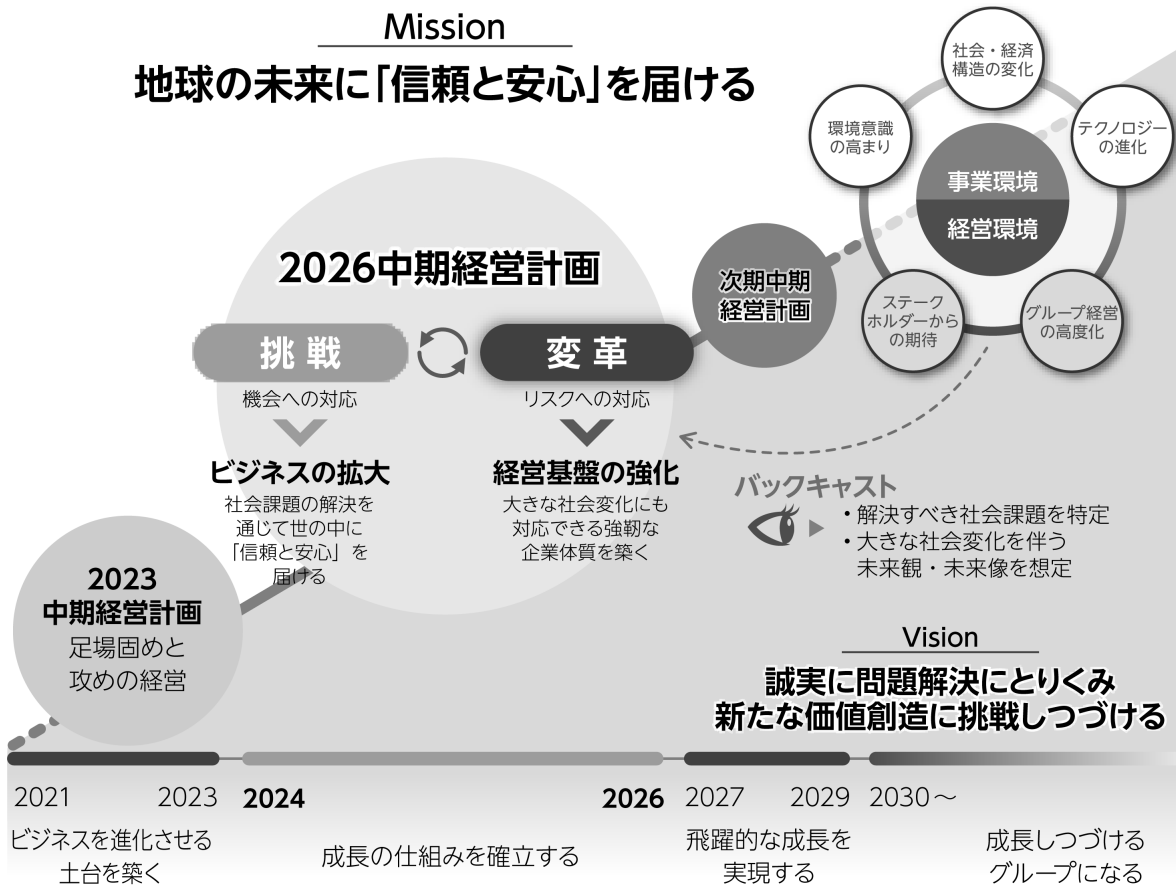 Mission
地球の未来に「信頼と安心」を届ける
社会・経済
構造の変化
環境意識
の高まり
テクノロジー
の進化
事業環境
経営環境
ステーク
ホルダーから
の期待
グループ経営
の高度化
次期中期
経営計画
2026中期経営計画
挑戦
変革
機会への対応
リスクへの対応
ビジネスの拡大
社会課題の解決を
通じて世の中に
「信頼と安心」を
届ける
経営基盤の強化
大きな社会変化にも
対応できる強靭な
企業体質を築く
バックキャスト
・解決すべき社会課題を特定
・大きな社会変化を伴う
未来観・未来像を想定
2023
中期経営計画
足場固めと
攻めの経営
Vision
誠実に問題解決にとりくみ
新たな価値創造に挑戦しつづける
2021 2023 2024 2026 2027 2029 2030～
ビジネスを進化させる
土台を築く
成長の仕組みを確立する
飛躍的な成長を
実現する
成長しつづける
グループになる